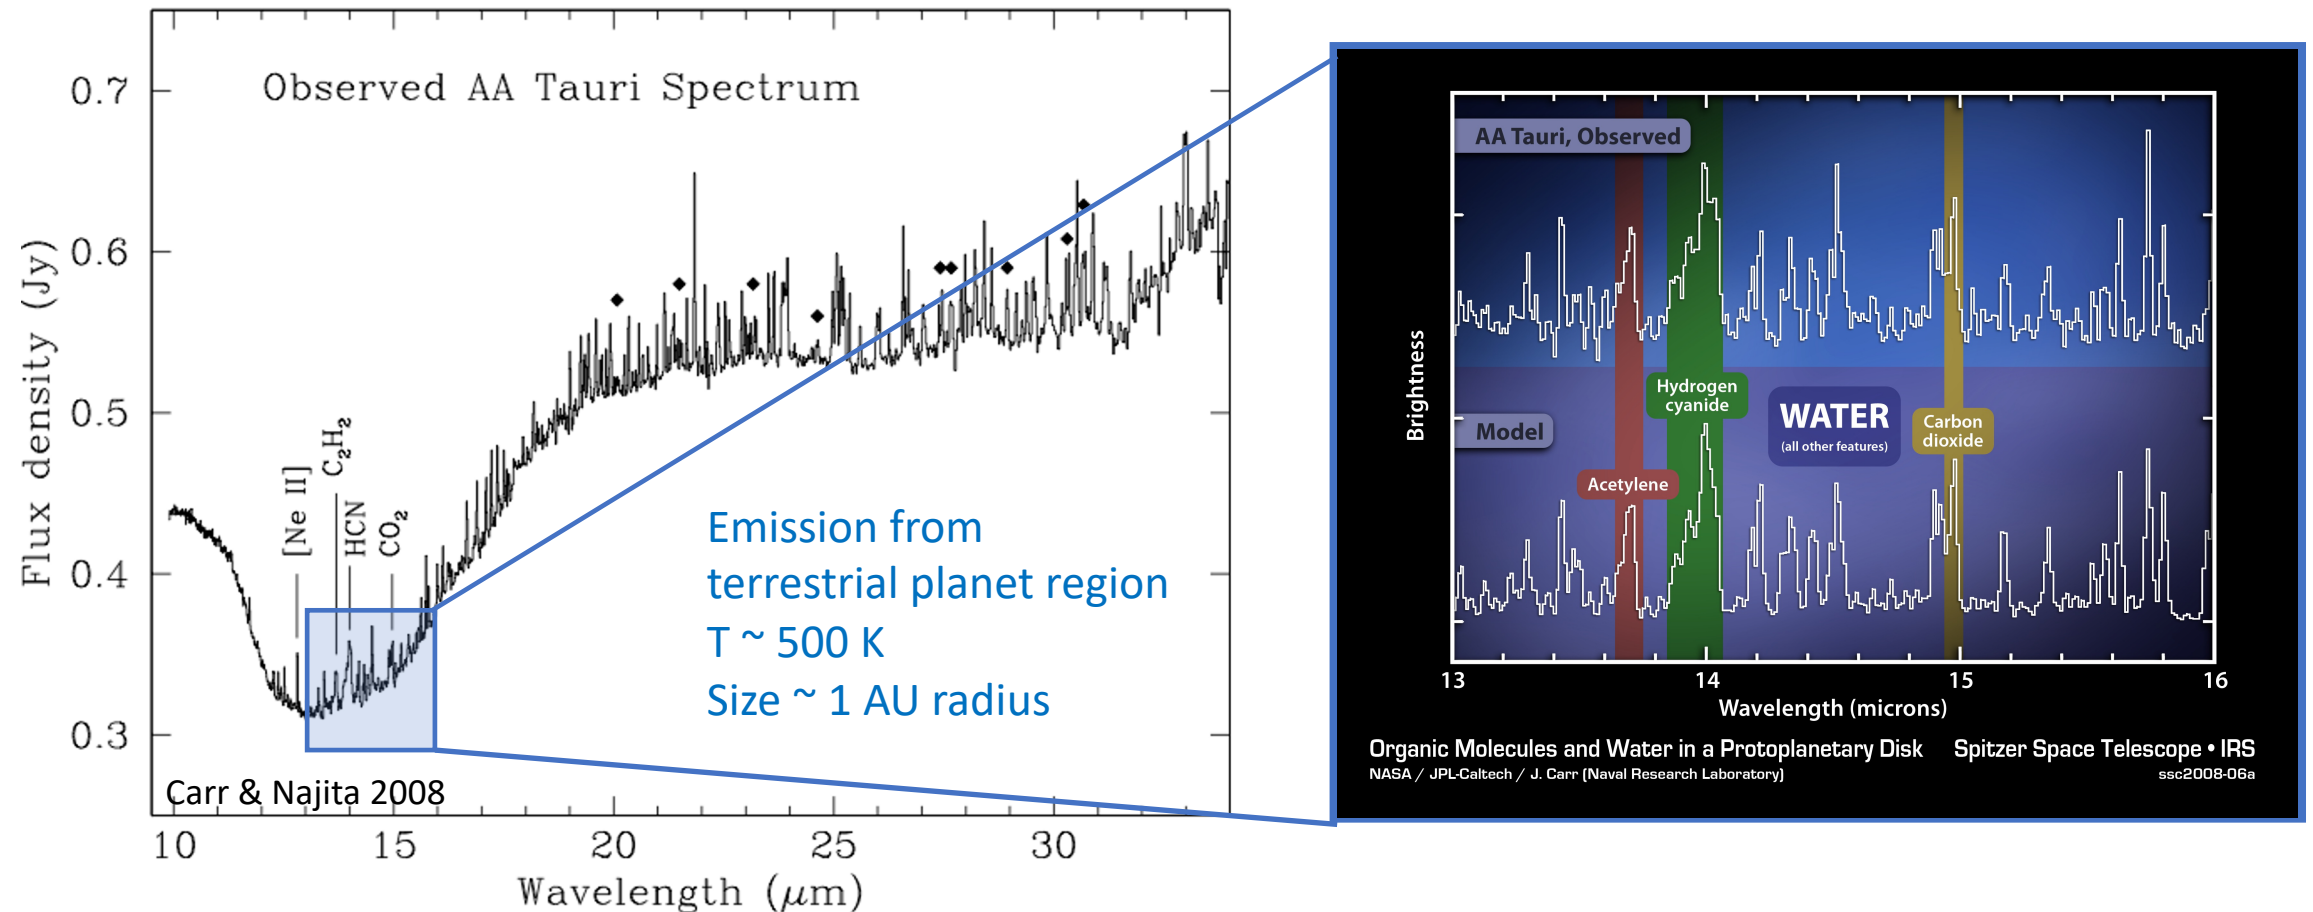 Observed AA Tauri Spectrum
Flux density (Jy)
0.7
0.6
0.5
0.4
0.3
[Ne II]
C₂H₂
HCN
CO₂
Emission from
terrestrial planet region
T ~ 500 K
Size ~ 1 AU radius
Carr & Najita 2008
10 15 20 25 30
Wavelength (μm)
AA Tauri, Observed
Brightness
Hydrogen
cyanide
WATER
(all other features)
Carbon
dioxide
Model
Acetylene
13 14 15 16
Wavelength (microns)
Organic Molecules and Water in a Protoplanetary Disk
NASA / JPL-Caltech / J. Carr (Naval Research Laboratory)
Spitzer Space Telescope • IRS
ssc2008-06a